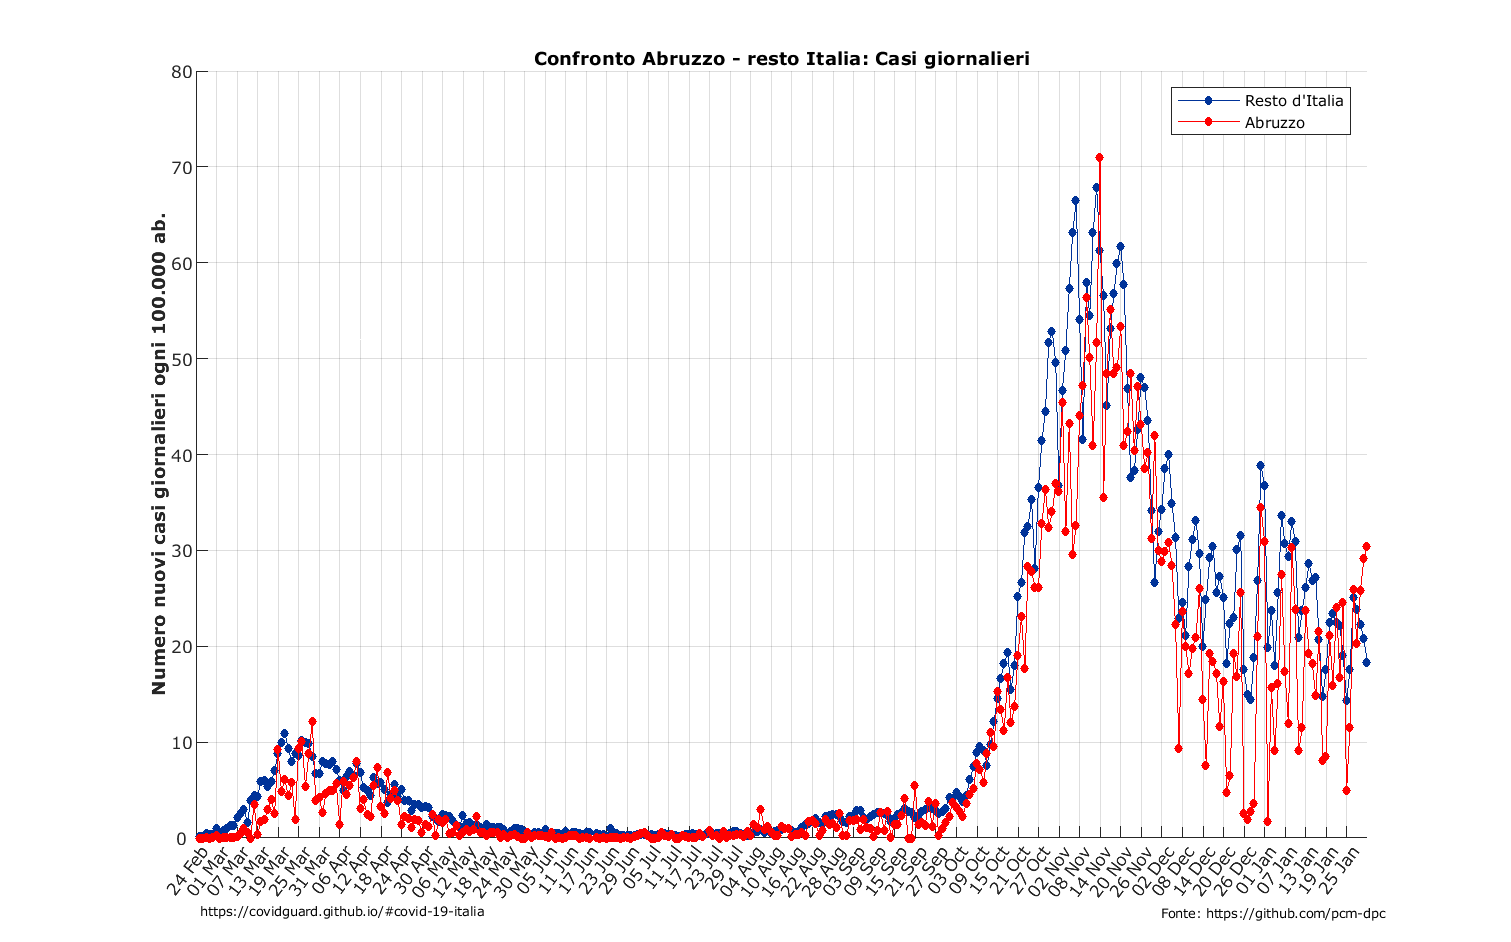 Confronto Abruzzo - resto Italia: Casi giornalieri
Numero nuovi casi giornalieri ogni 100.000 ab.
80
70
60
50
40
30
20
10
0
Resto d'Italia
Abruzzo
24 Feb
01 Mar
07 Mar
13 Mar
19 Mar
25 Mar
31 Mar
06 Apr
12 Apr
18 Apr
24 Apr
30 Apr
06 May
12 May
18 May
24 May
30 May
05 Jun
11 Jun
17 Jun
23 Jun
29 Jun
05 Jul
11 Jul
17 Jul
23 Jul
29 Jul
04 Aug
10 Aug
16 Aug
22 Aug
28 Aug
03 Sep
09 Sep
15 Sep
21 Sep
27 Sep
03 Oct
09 Oct
15 Oct
21 Oct
27 Oct
02 Nov
08 Nov
14 Nov
20 Nov
26 Nov
02 Dec
08 Dec
14 Dec
20 Dec
26 Dec
01 Jan
07 Jan
13 Jan
19 Jan
25 Jan
https://covidguard.github.io/#covid-19-italia
Fonte: https://github.com/pcm-dpc